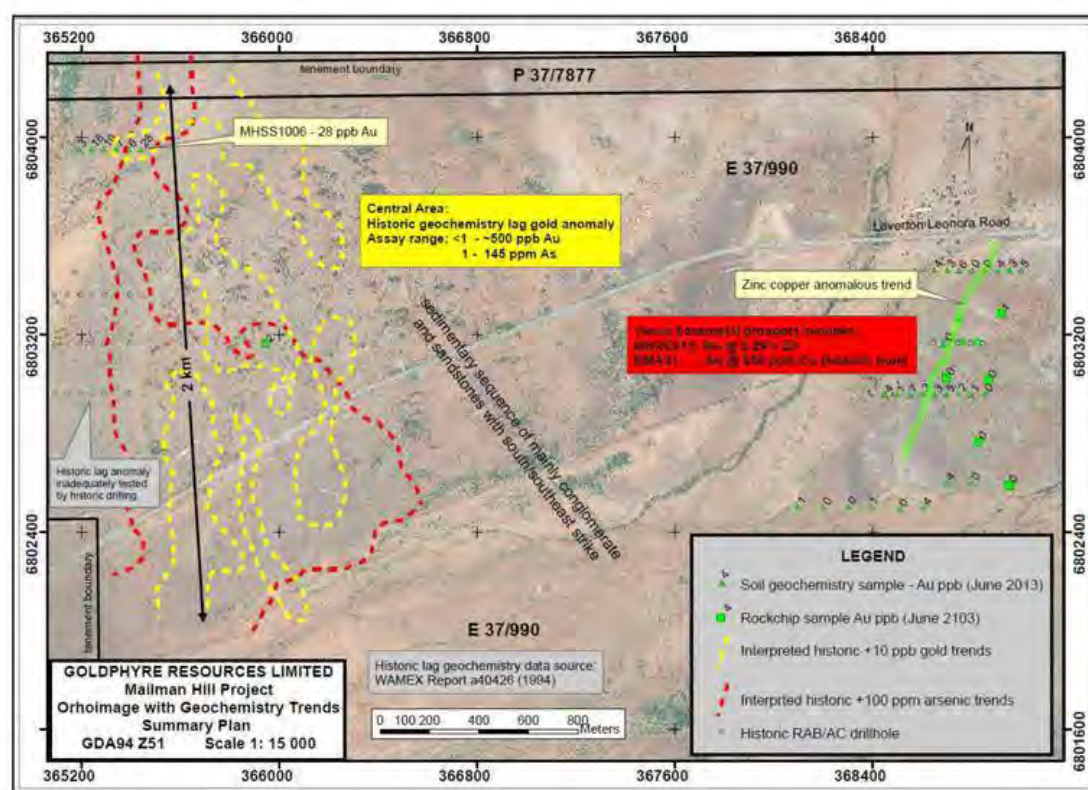 365200 366000 366800 367600 368400
tenement boundary
P 37/7877
MHSS1006 - 28 ppb Au
6804000
6804000
N
E 37/990
Central Area:
Historic geochemistry lag gold anomaly
Assay range: <1 - ~500 ppb Au
1 - 145 ppm As
Laverton Leonora Road
Zinc copper anomalous trend
6803200
6803200
2 km
sedimentary sequence of mainly conglomerate
and sandstones with south/southeast strike
Historic lag anomaly
inadequately tested
by historic drilling
6802400
6802400
tenement boundary
LEGEND
Soil geochemistry sample - Au ppb (June 2013)
Rockchip sample Au ppb (June 2103)
Interpreted historic +10 ppb gold trends
Interprted historic +100 ppm arsenic trends
Historic RAB/AC drillhole
E 37/990
GOLDPHYRE RESOURCES LIMITED
Mailman Hill Project
Orhoimage with Geochemistry Trends
Summary Plan
GDA94 Z51 Scale 1: 15 000
Historic lag geochemistry data source:
WAMEX Report a40426 (1994)
0 100 200 400 600 800
Meters
6801600
6801600
365200 366000 366800 367600 368400